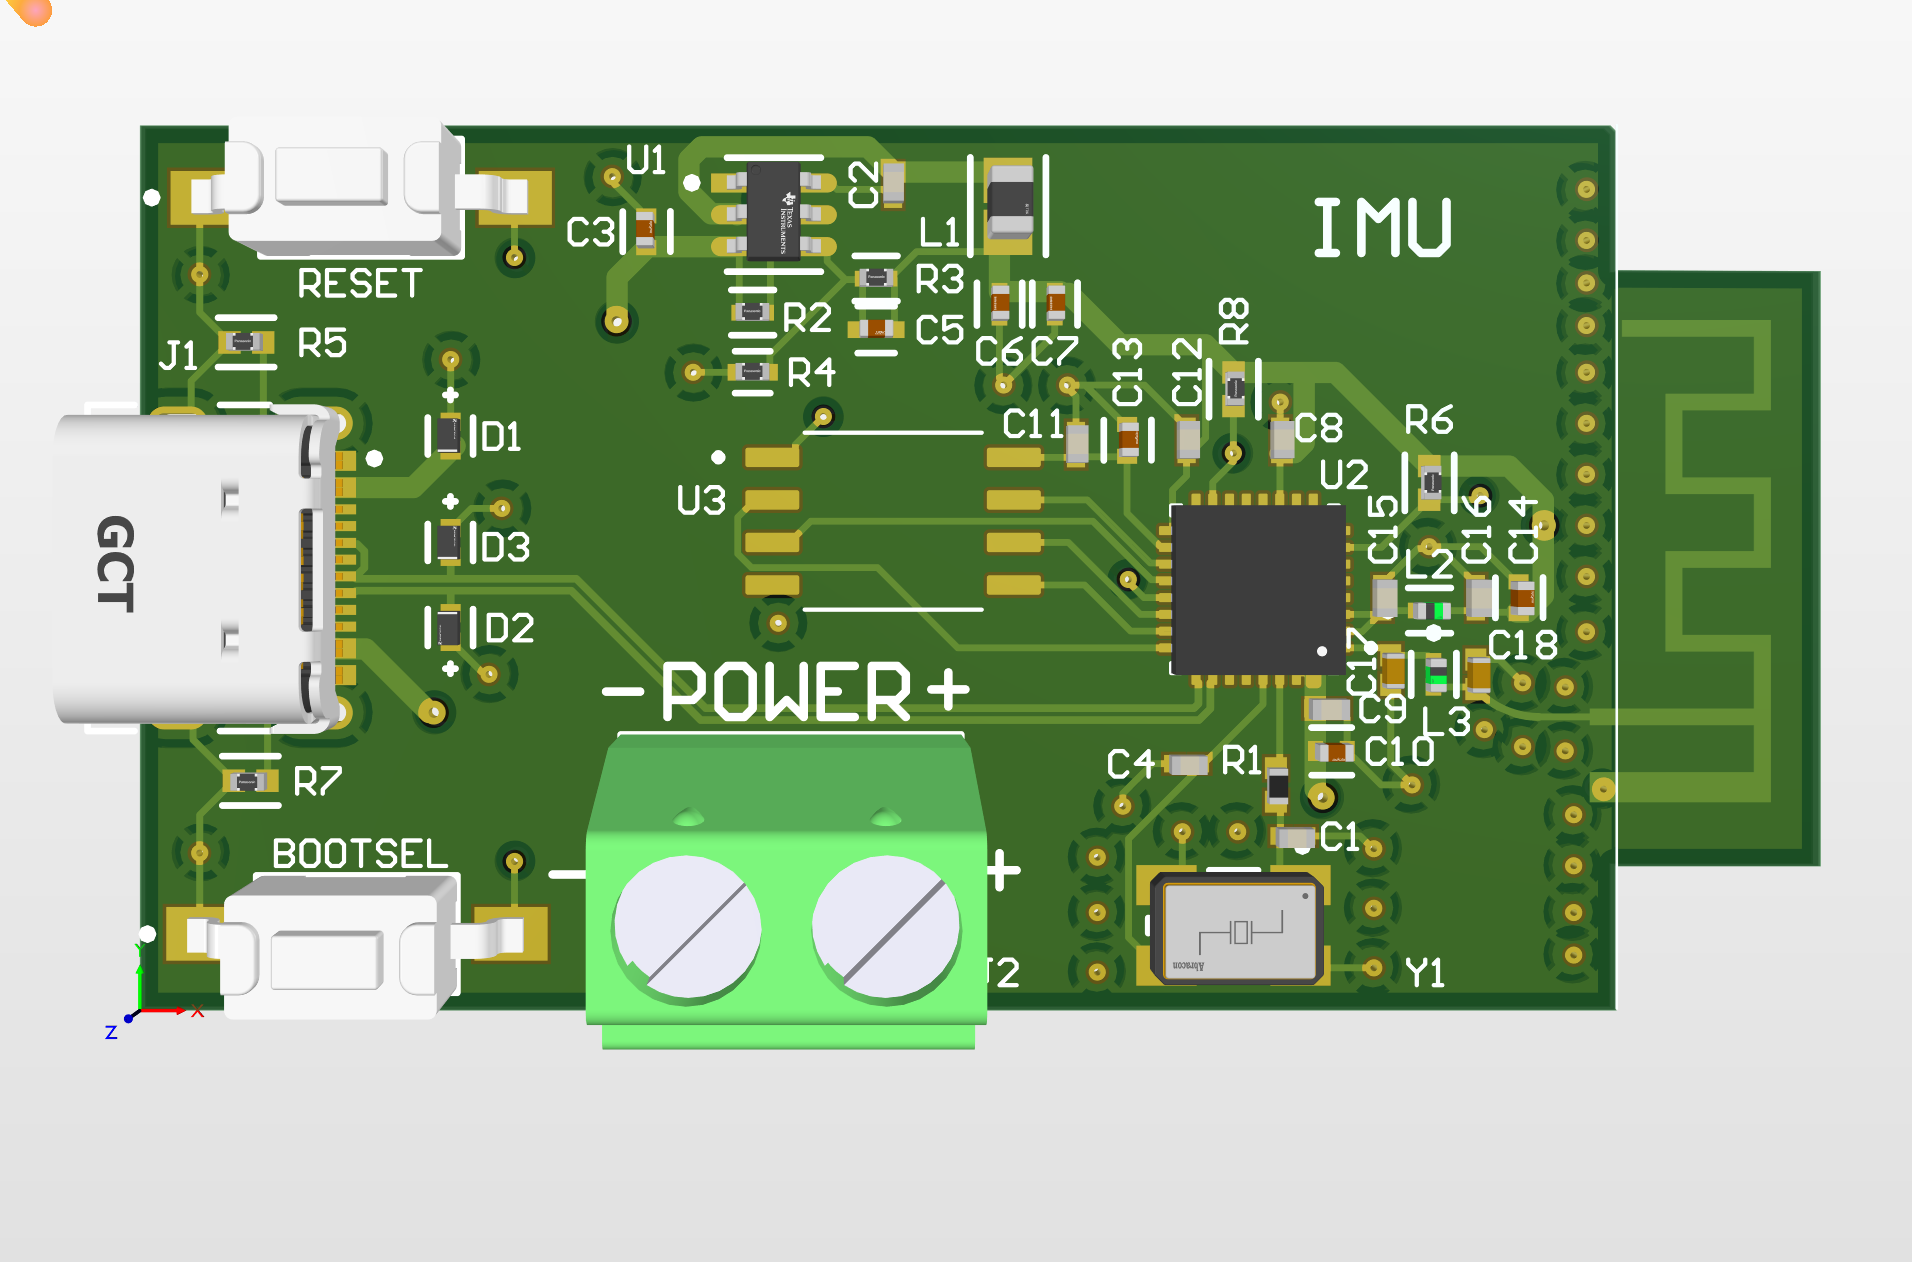 U1
C2
IMU
C3
L1
RESET
R3
R2
C5
R8
R5
J1
C6
C7
C13
C12
R4
C11
C8
R6
D1
U2
U3
C15
C16
C14
D3
L2
GCT
D2
C18
C17
-POWER+
C9
L3
C10
C4
R1
R7
C1
BOOTSEL
-
+
J2
Y1
Abracon
TEXAS
INSTRUMENTS
Y
X
Z